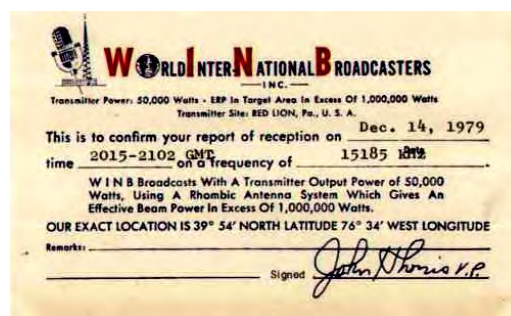 WORLD INTER NATIONAL BROADCASTERS
INC.
Transmitter Power: 50,000 Watts - ERP In Target Area In Excess Of 1,000,000 Watts
Transmitter Site: RED LION, Pa., U. S. A.
This is to confirm your report of reception on Dec. 14, 1979
time 2015-2102 GMT on a frequency of 15185 kHz
W I N B Broadcasts With A Transmitter Output Power of 50,000
Watts, Using A Rhombic Antenna System Which Gives An
Effective Beam Power In Excess Of 1,000,000 Watts.
OUR EXACT LOCATION IS 39° 54' NORTH LATITUDE 76° 34' WEST LONGITUDE
Remarks:
Signed John V.P.